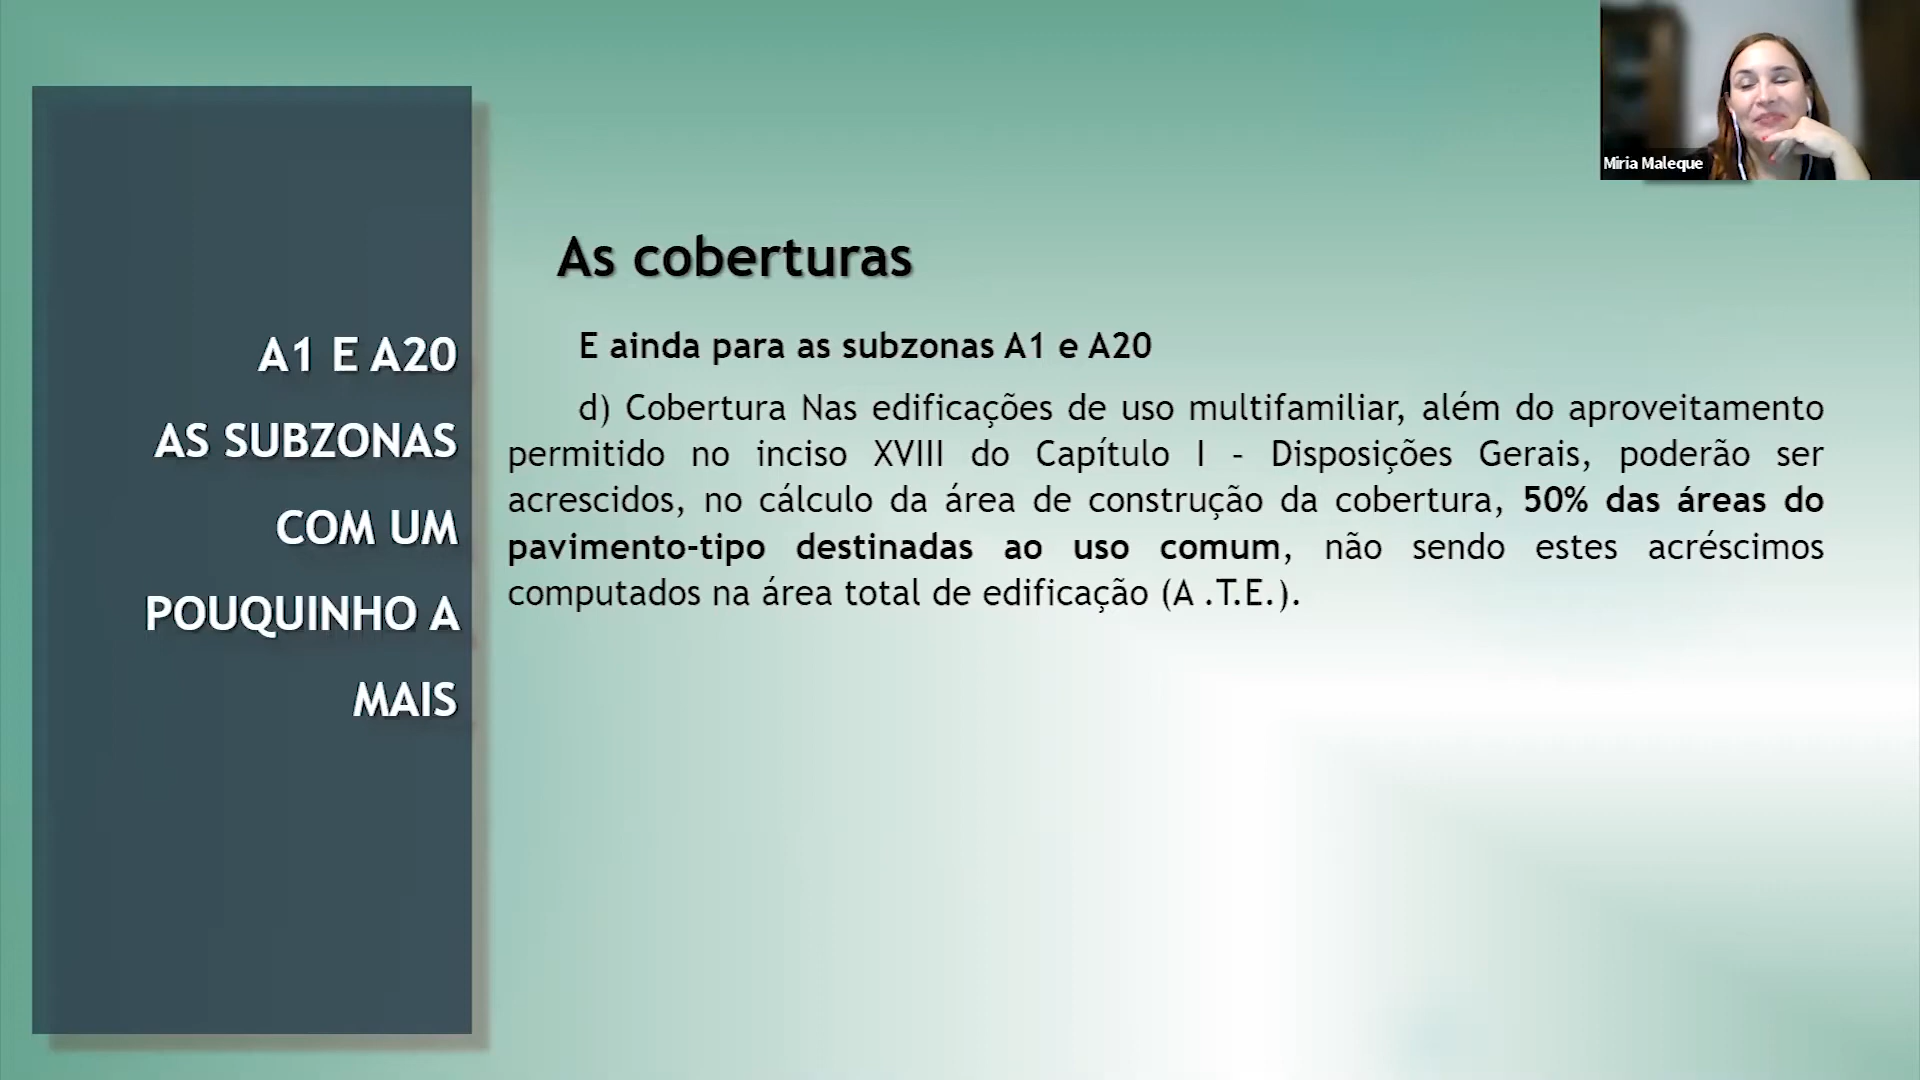 Miria Maleque
A1 E A20
AS SUBZONAS
COM UM
POUQUINHO A
MAIS
As coberturas
E ainda para as subzonas A1 e A20
d) Cobertura Nas edificações de uso multifamiliar, além do aproveitamento
permitido no inciso XVIII do Capítulo I – Disposições Gerais, poderão ser
acrescidos, no cálculo da área de construção da cobertura, 50% das áreas do
pavimento-tipo destinadas ao uso comum, não sendo estes acréscimos
computados na área total de edificação (A .T.E.).